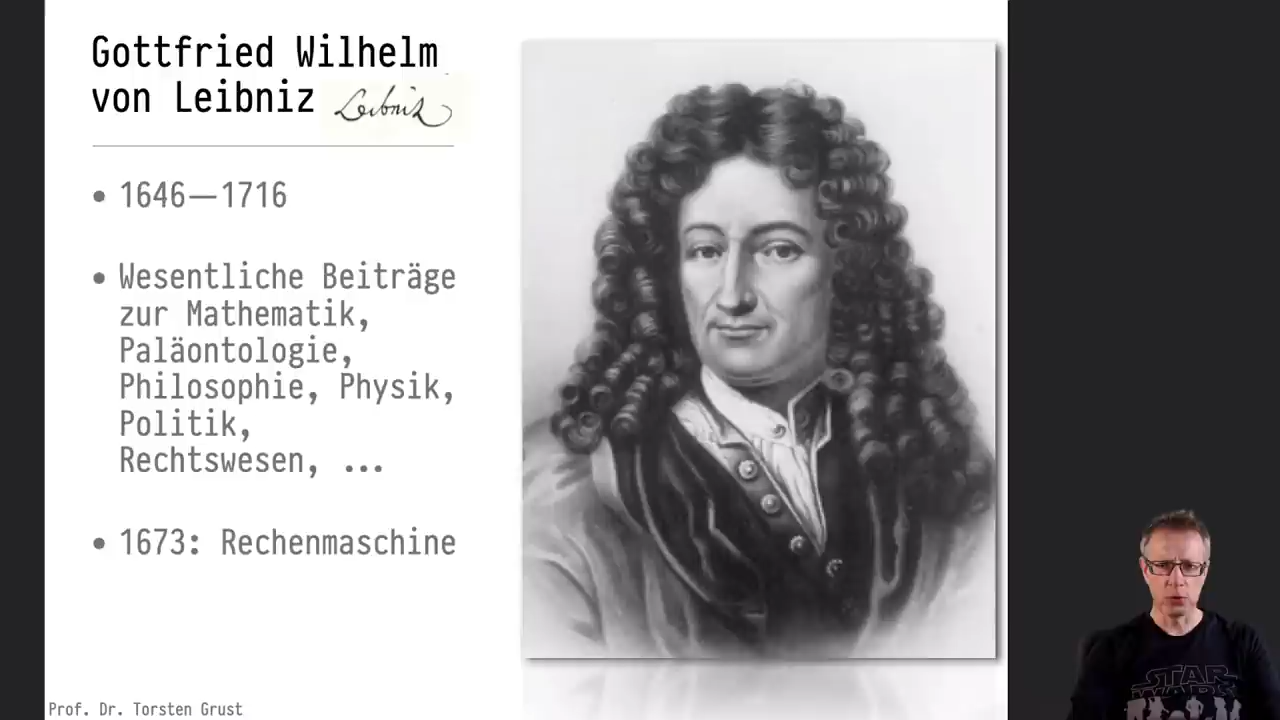 Gottfried Wilhelm
von Leibniz Leibniz
• 1646—1716
• Wesentliche Beiträge
zur Mathematik,
Paläontologie,
Philosophie, Physik,
Politik,
Rechtswesen, ...
• 1673: Rechenmaschine
Prof. Dr. Torsten Grust
STAR
WARS